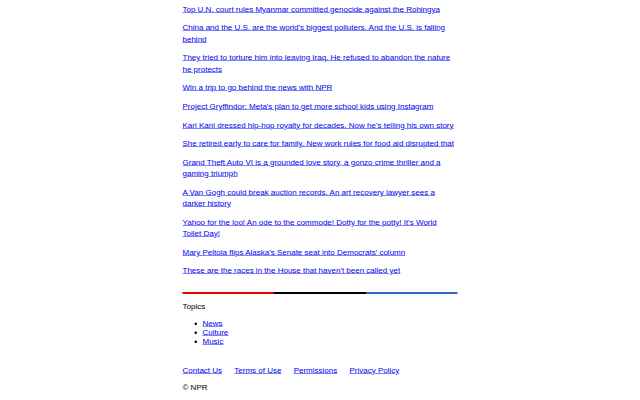 Top U.N. court rules Myanmar committed genocide against the Rohingya
China and the U.S. are the world's biggest polluters. And the U.S. is falling
behind
They tried to torture him into leaving Iraq. He refused to abandon the nature
he protects
Win a trip to go behind the news with NPR
Project Gryffindor: Meta's plan to get more school kids using Instagram
Karl Kani dressed hip-hop royalty for decades. Now he's telling his own story
She retired early to care for family. New work rules for food aid disrupted that
Grand Theft Auto VI is a grounded love story, a gonzo crime thriller and a
gaming triumph
A Van Gogh could break auction records. An art recovery lawyer sees a
darker history
Yahoo for the loo! An ode to the commode! Dotty for the potty! It's World
Toilet Day!
Mary Peltola flips Alaska's Senate seat into Democrats' column
These are the races in the House that haven't been called yet
Topics
News
Culture
Music
Contact Us Terms of Use Permissions Privacy Policy
© NPR